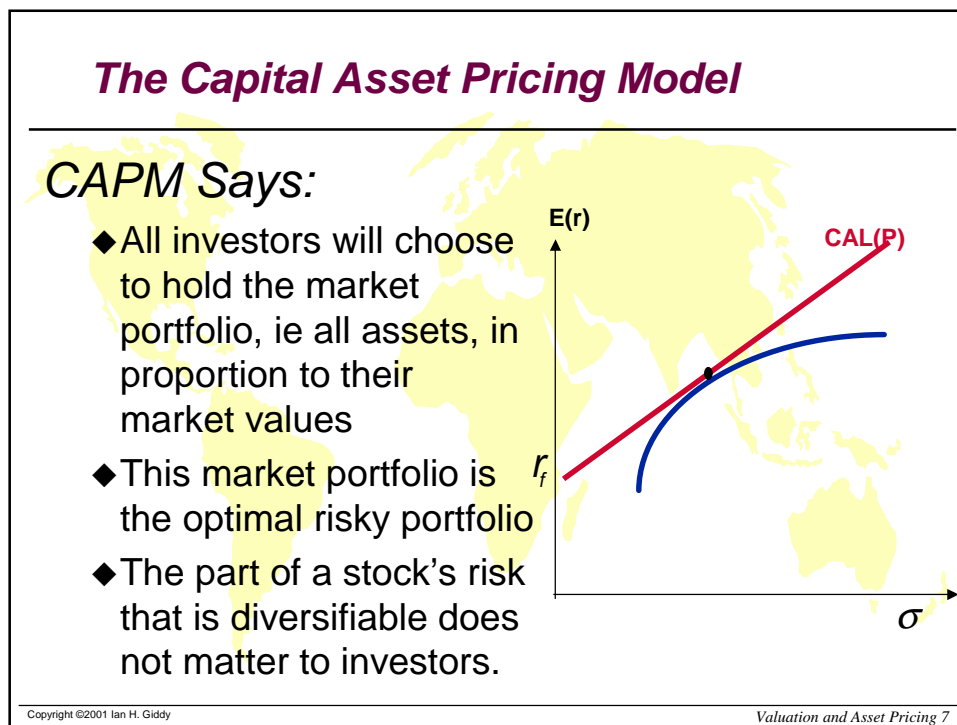 The Capital Asset Pricing Model
CAPM Says:
◆All investors will choose
to hold the market
portfolio, ie all assets, in
proportion to their
market values
◆This market portfolio is
the optimal risky portfolio
◆The part of a stock's risk
that is diversifiable does
not matter to investors.
E(r)
CAL(P)
rf
σ
Copyright ©2001 Ian H. Giddy
Valuation and Asset Pricing 7